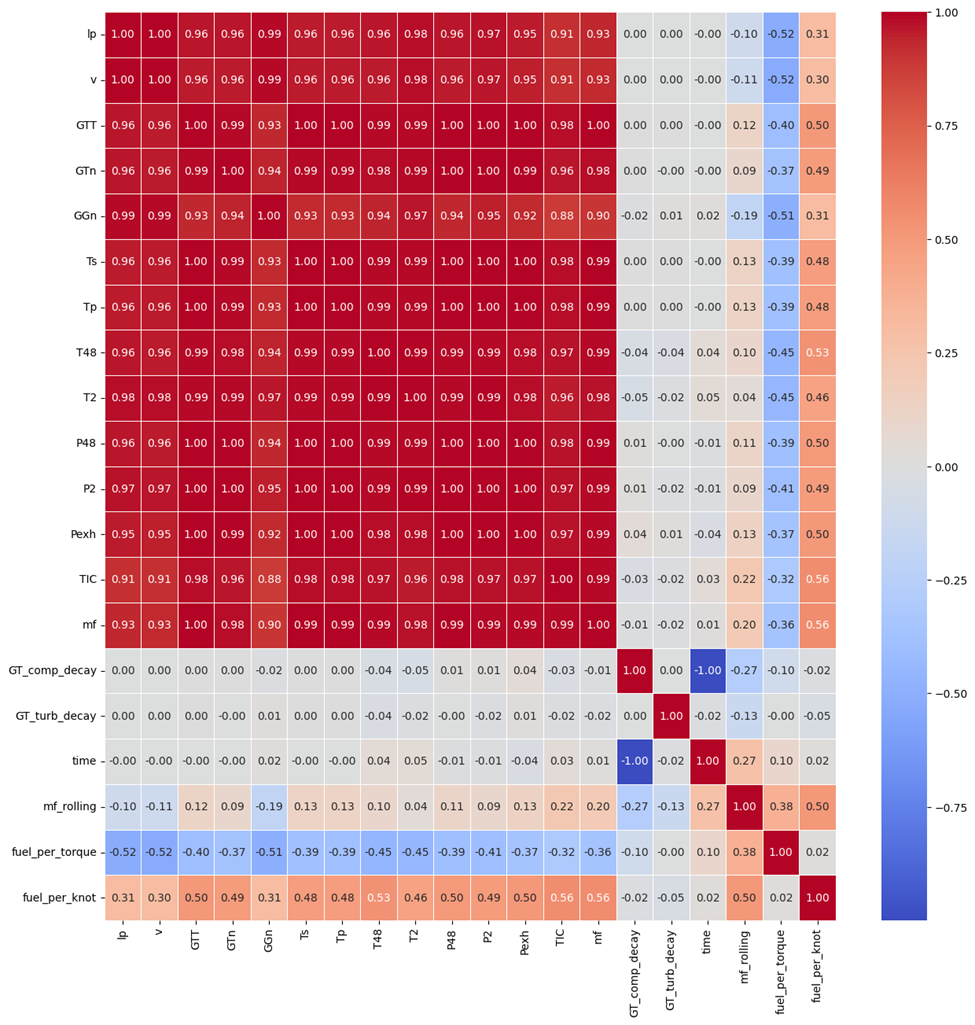 lp 1.00 1.00 0.96 0.96 0.99 0.96 0.96 0.96 0.98 0.96 0.97 0.95 0.91 0.93 0.00 0.00 -0.00 -0.10 -0.52 0.31
v 1.00 1.00 0.96 0.96 0.99 0.96 0.96 0.96 0.98 0.96 0.97 0.95 0.91 0.93 0.00 0.00 -0.00 -0.11 -0.52 0.30
GTT 0.96 0.96 1.00 0.99 0.93 1.00 1.00 0.99 0.99 1.00 1.00 1.00 0.98 1.00 0.00 0.00 -0.00 0.12 -0.40 0.50
GTn 0.96 0.96 0.99 1.00 0.94 0.99 0.99 0.98 0.99 1.00 1.00 0.99 0.96 0.98 0.00 -0.00 -0.00 0.09 -0.37 0.49
GGn 0.99 0.99 0.93 0.94 1.00 0.93 0.93 0.94 0.97 0.94 0.95 0.92 0.88 0.90 -0.02 0.01 0.02 -0.19 -0.51 0.31
Ts 0.96 0.96 1.00 0.99 0.93 1.00 1.00 0.99 0.99 1.00 1.00 1.00 0.98 0.99 0.00 0.00 -0.00 0.13 -0.39 0.48
Tp 0.96 0.96 1.00 0.99 0.93 1.00 1.00 0.99 0.99 1.00 1.00 1.00 0.98 0.99 0.00 0.00 -0.00 0.13 -0.39 0.48
T48 0.96 0.96 0.99 0.98 0.94 0.99 0.99 1.00 0.99 0.99 0.99 0.98 0.97 0.99 -0.04 -0.04 0.04 0.10 -0.45 0.53
T2 0.98 0.98 0.99 0.99 0.97 0.99 0.99 0.99 1.00 0.99 0.99 0.98 0.96 0.98 -0.05 -0.02 0.05 0.04 -0.45 0.46
P48 0.96 0.96 1.00 1.00 0.94 1.00 1.00 0.99 0.99 1.00 1.00 1.00 0.98 0.99 0.01 -0.00 -0.01 0.11 -0.39 0.50
P2 0.97 0.97 1.00 1.00 0.95 1.00 1.00 0.99 0.99 1.00 1.00 1.00 0.97 0.99 0.01 -0.02 -0.01 0.09 -0.41 0.49
Pexh 0.95 0.95 1.00 0.99 0.92 1.00 1.00 0.98 0.98 1.00 1.00 1.00 0.97 0.99 0.04 0.01 -0.04 0.13 -0.37 0.50
TIC 0.91 0.91 0.98 0.96 0.88 0.98 0.98 0.97 0.96 0.98 0.97 0.97 1.00 0.99 -0.03 -0.02 0.03 0.22 -0.32 0.56
mf 0.93 0.93 1.00 0.98 0.90 0.99 0.99 0.99 0.98 0.99 0.99 0.99 0.99 1.00 -0.01 -0.02 0.01 0.20 -0.36 0.56
GT_comp_decay 0.00 0.00 0.00 0.00 -0.02 0.00 0.00 -0.04 -0.05 0.01 0.01 0.04 -0.03 -0.01 1.00 0.00 -1.00 -0.27 -0.10 -0.02
GT_turb_decay 0.00 0.00 0.00 -0.00 0.01 0.00 0.00 -0.04 -0.02 -0.00 -0.02 0.01 -0.02 -0.02 0.00 1.00 -0.02 -0.13 -0.00 -0.05
time -0.00 -0.00 -0.00 -0.00 0.02 -0.00 -0.00 0.04 0.05 -0.01 -0.01 -0.04 0.03 0.01 -1.00 -0.02 1.00 0.27 0.10 0.02
mf_rolling -0.10 -0.11 0.12 0.09 -0.19 0.13 0.13 0.10 0.04 0.11 0.09 0.13 0.22 0.20 -0.27 -0.13 0.27 1.00 0.38 0.50
fuel_per_torque -0.52 -0.52 -0.40 -0.37 -0.51 -0.39 -0.39 -0.45 -0.45 -0.39 -0.41 -0.37 -0.32 -0.36 -0.10 -0.00 0.10 0.38 1.00 0.02
fuel_per_knot 0.31 0.30 0.50 0.49 0.31 0.48 0.48 0.53 0.46 0.50 0.49 0.50 0.56 0.56 -0.02 -0.05 0.02 0.50 0.02 1.00
lp v GTT GTn GGn Ts Tp T48 T2 P48 P2 Pexh TIC mf GT_comp_decay GT_turb_decay time mf_rolling fuel_per_torque fuel_per_knot
1.00
0.75
0.50
0.25
0.00
-0.25
-0.50
-0.75